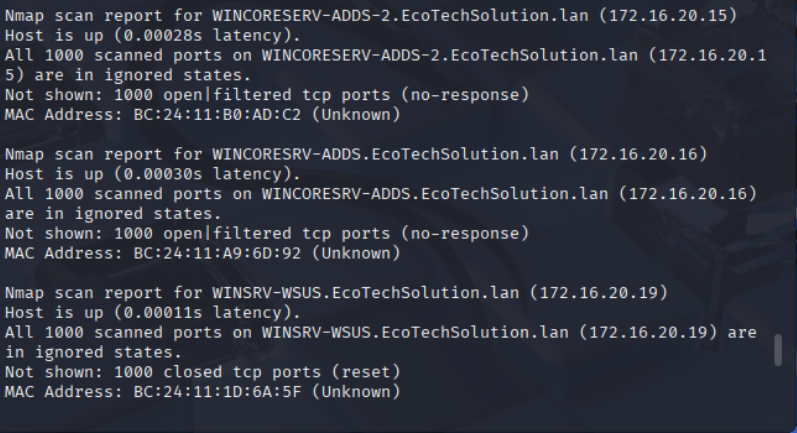 Nmap scan report for WINCORESERV-ADDS-2.EcoTechSolution.lan (172.16.20.15)
Host is up (0.00028s latency).
All 1000 scanned ports on WINCORESERV-ADDS-2.EcoTechSolution.lan (172.16.20.1
5) are in ignored states.
Not shown: 1000 open|filtered tcp ports (no-response)
MAC Address: BC:24:11:B0:AD:C2 (Unknown)

Nmap scan report for WINCORESRV-ADDS.EcoTechSolution.lan (172.16.20.16)
Host is up (0.00030s latency).
All 1000 scanned ports on WINCORESRV-ADDS.EcoTechSolution.lan (172.16.20.16)
are in ignored states.
Not shown: 1000 open|filtered tcp ports (no-response)
MAC Address: BC:24:11:A9:6D:92 (Unknown)

Nmap scan report for WINSRV-WSUS.EcoTechSolution.lan (172.16.20.19)
Host is up (0.00011s latency).
All 1000 scanned ports on WINSRV-WSUS.EcoTechSolution.lan (172.16.20.19) are
in ignored states.
Not shown: 1000 closed tcp ports (reset)
MAC Address: BC:24:11:1D:6A:5F (Unknown)